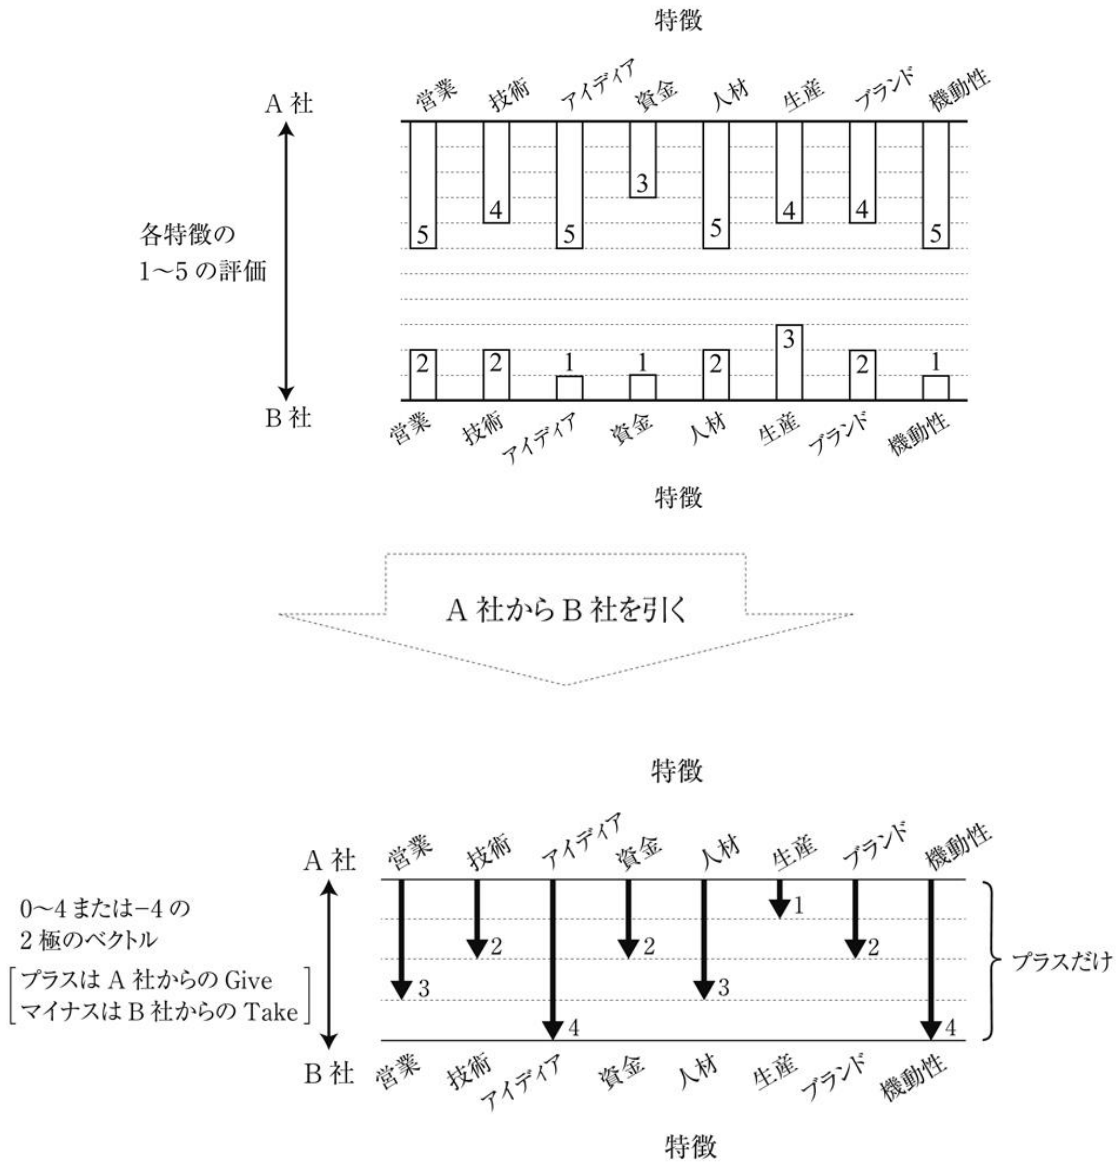 特徴
営業 技術 アイディア 資金 人材 生産 ブランド 機動性
A 社
3
4 4 4
5 5 5 5
各特徴の
1〜5 の評価
3
2 2 1 1 2 2 1
B 社
営業 技術 アイディア 資金 人材 生産 ブランド 機動性
特徴
A 社から B 社を引く
特徴
営業 技術 アイディア 資金 人材 生産 ブランド 機動性
A 社
0〜4 または−4 の
2 極のベクトル
プラスは A 社からの Give
マイナスは B 社からの Take
1
2 2 2
3 3
4 4
プラスだけ
B 社
営業 技術 アイディア 資金 人材 生産 ブランド 機動性
特徴